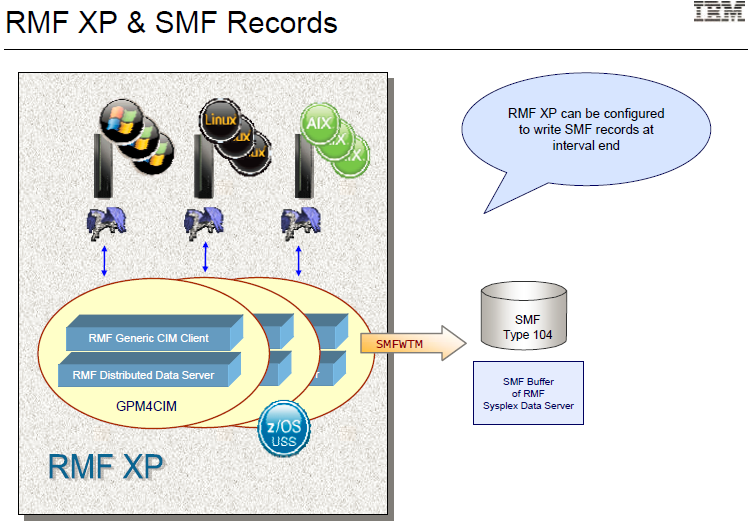 RMF XP & SMF Records
IBM
Linux
AIX
RMF XP can be configured
to write SMF records at
interval end
RMF Generic CIM Client
RMF Distributed Data Server
GPM4CIM
z/OS
USS
RMF XP
SMFWTM
SMF
Type 104
SMF Buffer
of RMF
Sysplex Data Server